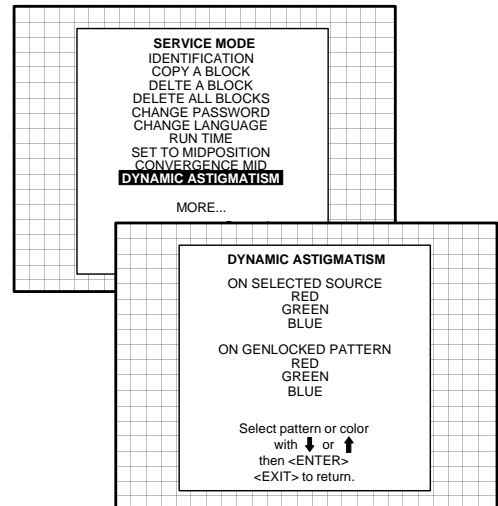 SERVICE MODE
IDENTIFICATION
COPY A BLOCK
DELTE A BLOCK
DELETE ALL BLOCKS
CHANGE PASSWORD
CHANGE LANGUAGE
RUN TIME
SET TO MIDPOSITION
CONVERGENCE MID
DYNAMIC ASTIGMATISM
MORE...
DYNAMIC ASTIGMATISM
ON SELECTED SOURCE
RED
GREEN
BLUE
ON GENLOCKED PATTERN
RED
GREEN
BLUE
Select pattern or color
with ⬇ or ⬆
then <ENTER>
<EXIT> to return.